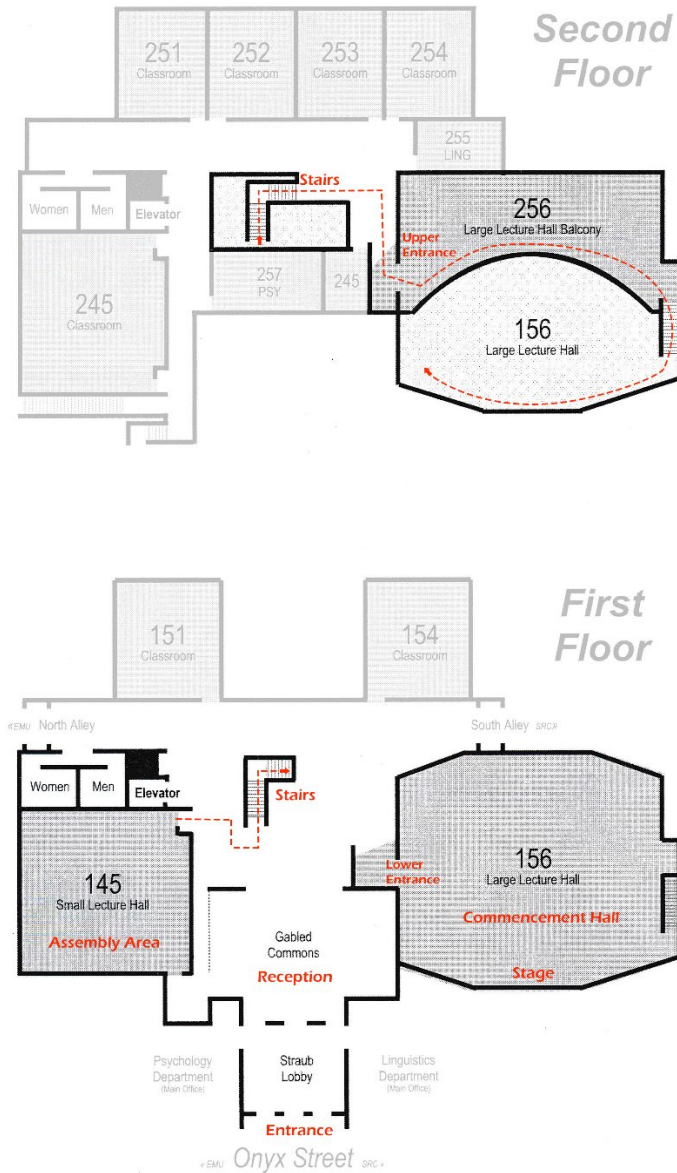 Second
Floor
251
Classroom
252
Classroom
253
Classroom
254
Classroom
255
LING
Stairs
Women
Men
Elevator
256
Large Lecture Hall Balcony
Upper
Entrance
245
Classroom
257
PSY
245
156
Large Lecture Hall
First
Floor
151
Classroom
154
Classroom
«EMU North Alley
South Alley SRC»
Women
Men
Elevator
Stairs
145
Small Lecture Hall
Assembly Area
Lower
Entrance
156
Large Lecture Hall
Commencement Hall
Stage
Gabled
Commons
Reception
Psychology
Department
(Main Office)
Straub
Lobby
Linguistics
Department
(Main Office)
Entrance
«EMU Onyx Street SRC»